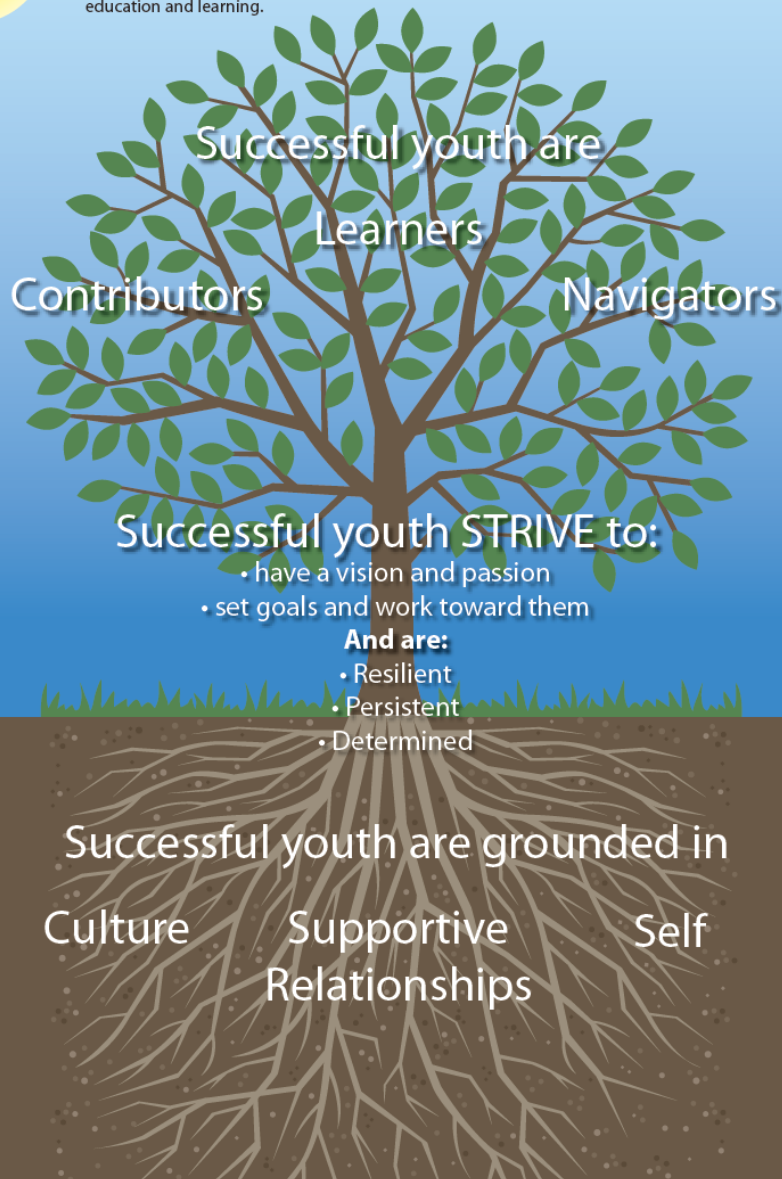 education and learning.
Successful youth are
Learners
Contributors
Navigators
Successful youth STRIVE to:
• have a vision and passion
• set goals and work toward them
And are:
• Resilient
• Persistent
• Determined
Successful youth are grounded in
Culture
Supportive
Relationships
Self